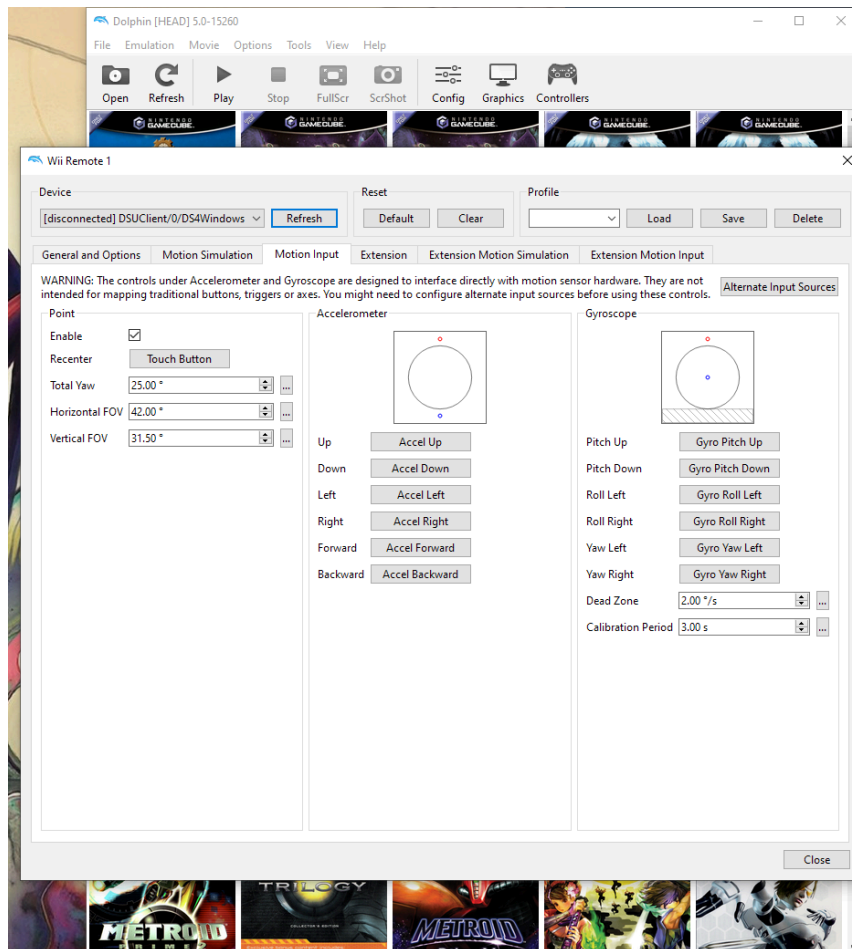 Dolphin [HEAD] 5.0-15260
File Emulation Movie Options Tools View Help
Open Refresh Play Stop FullScr ScrShot Config Graphics Controllers
NINTENDO GAMECUBE NINTENDO GAMECUBE NINTENDO GAMECUBE NINTENDO GAMECUBE NINTENDO GAMECUBE
Wii Remote 1
Device Reset Profile
[disconnected] DSUClient/0/DS4Windows Refresh Default Clear Load Save Delete
General and Options Motion Simulation Motion Input Extension Extension Motion Simulation Extension Motion Input
WARNING: The controls under Accelerometer and Gyroscope are designed to interface directly with motion sensor hardware. They are not
intended for mapping traditional buttons, triggers or axes. You might need to configure alternate input sources before using these controls.
Alternate Input Sources
Point
Enable
Recenter Touch Button
Total Yaw 25.00 ° ...
Horizontal FOV 42.00 ° ...
Vertical FOV 31.50 ° ...
Accelerometer
Up Accel Up
Down Accel Down
Left Accel Left
Right Accel Right
Forward Accel Forward
Backward Accel Backward
Gyroscope
Pitch Up Gyro Pitch Up
Pitch Down Gyro Pitch Down
Roll Left Gyro Roll Left
Roll Right Gyro Roll Right
Yaw Left Gyro Yaw Left
Yaw Right Gyro Yaw Right
Dead Zone 2.00 °/s ...
Calibration Period 3.00 s ...
Close
METROID
TRILOGY
COLLECTOR'S EDITION
METROID